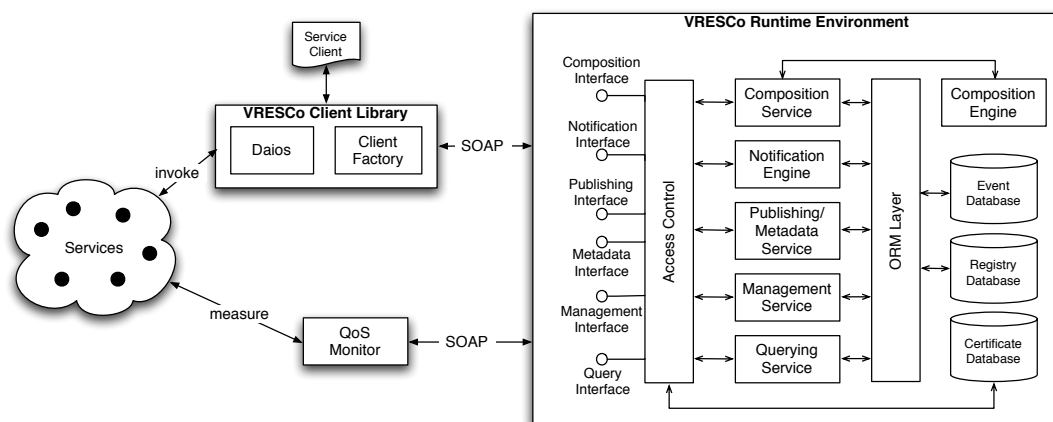 VRESCo Runtime Environment
Service
Client
VRESCo Client Library
Daios
Client
Factory
SOAP
invoke
Services
measure
QoS
Monitor
SOAP
Composition
Interface
Notification
Interface
Publishing
Interface
Metadata
Interface
Management
Interface
Query
Interface
Access Control
Composition
Service
Notification
Engine
Publishing/
Metadata
Service
Management
Service
Querying
Service
ORM Layer
Composition
Engine
Event
Database
Registry
Database
Certificate
Database